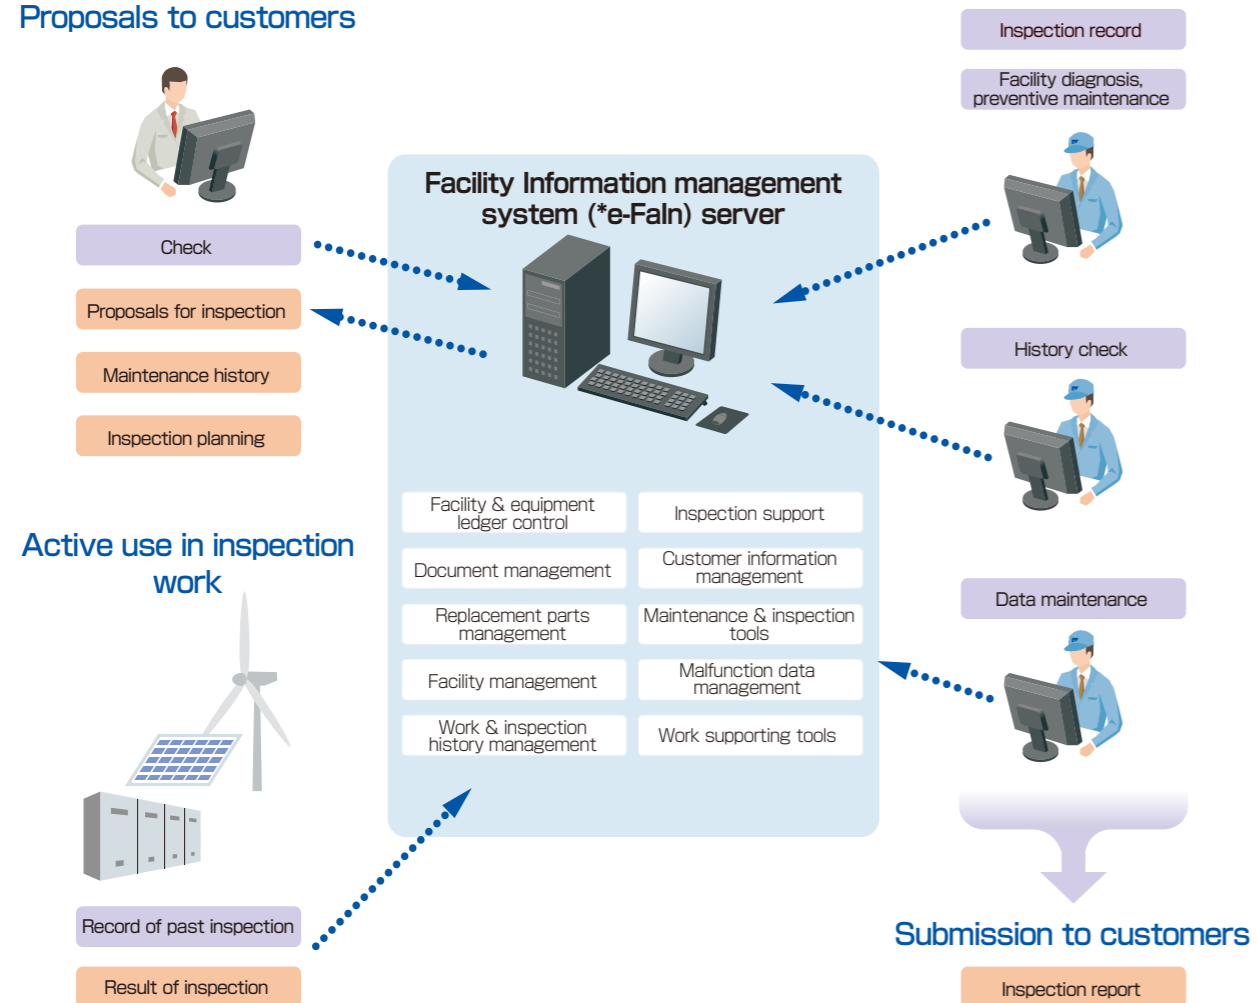 Proposals to customers
Check
Proposals for inspection
Maintenance history
Inspection planning
Active use in inspection
work
Record of past inspection
Result of inspection
Facility Information management
system (*e-FaIn) server
Facility & equipment
ledger control
Inspection support
Document management
Customer information
management
Replacement parts
management
Maintenance & inspection
tools
Facility management
Malfunction data
management
Work & inspection
history management
Work supporting tools
Inspection record
Facility diagnosis,
preventive maintenance
History check
Data maintenance
Submission to customers
Inspection report